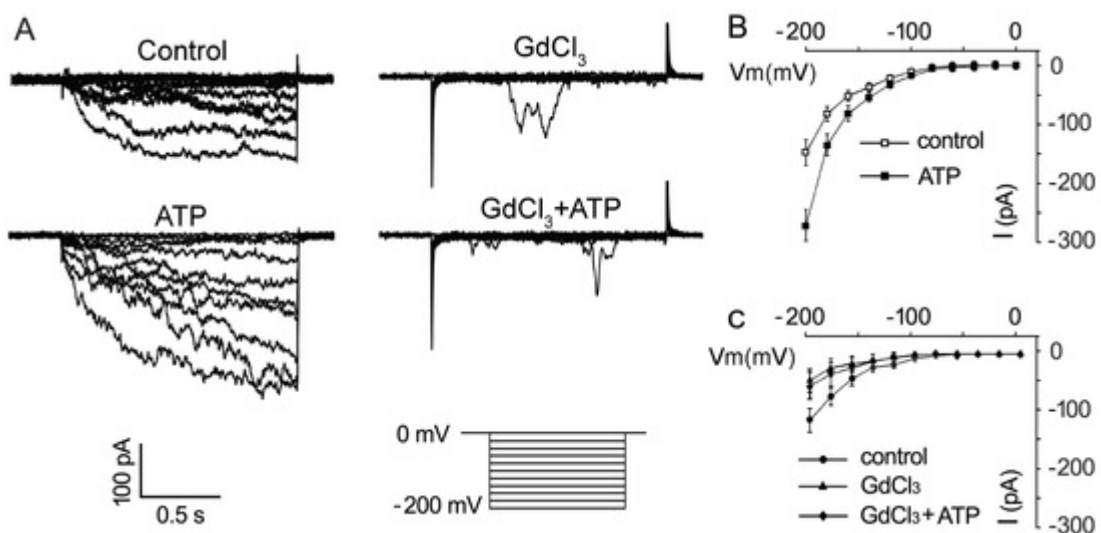 A
Control
GdCl₃
ATP
GdCl₃+ATP
100 pA
0.5 s
0 mV
-200 mV
B
-200 -100 0
Vm(mV)
0
-100
-200
-300
I (pA)
control
ATP
c
-200 -100 0
Vm(mV)
0
-100
-200
-300
I (pA)
control
GdCl₃
GdCl₃+ATP